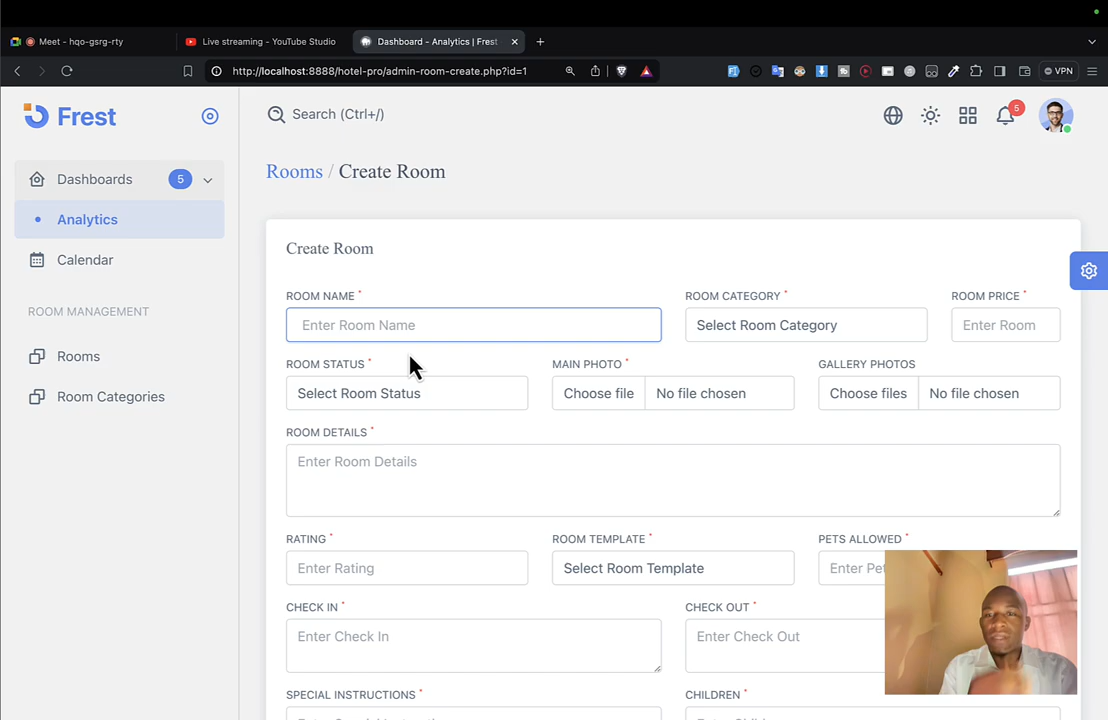 Meet - hqo-gsrg-rty
Live streaming - YouTube Studio
Dashboard - Analytics | Frest
http://localhost:8888/hotel-pro/admin-room-create.php?id=1
VPN
Frest
Search (Ctrl+/)
5
Dashboards
5
Rooms / Create Room
Analytics
Calendar
Create Room
ROOM MANAGEMENT
ROOM NAME *
ROOM CATEGORY *
ROOM PRICE *
Enter Room Name
Select Room Category
Enter Room
Rooms
ROOM STATUS *
MAIN PHOTO *
GALLERY PHOTOS
Room Categories
Select Room Status
Choose file
No file chosen
Choose files
No file chosen
ROOM DETAILS *
Enter Room Details
RATING *
ROOM TEMPLATE *
PETS ALLOWED *
Enter Rating
Select Room Template
Enter Pe
CHECK IN *
CHECK OUT *
Enter Check In
Enter Check Out
SPECIAL INSTRUCTIONS *
CHILDREN *